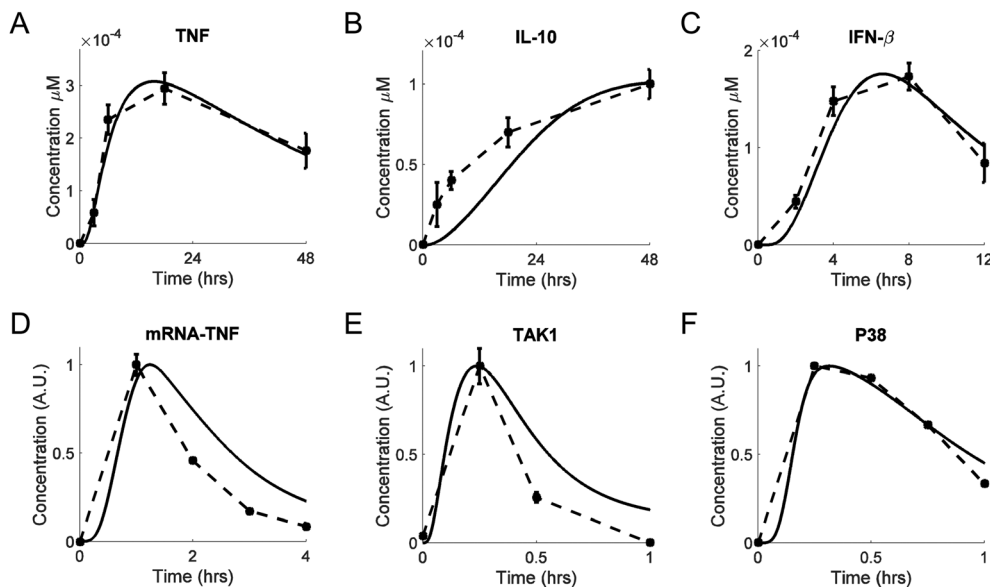 A
TNF
×10-4
Concentration μM
3
2
1
0
0
24
48
Time (hrs)
B
IL-10
×10-4
Concentration μM
1
0.5
0
0
24
48
Time (hrs)
C
IFN-β
×10-4
Concentration μM
2
1
0
0
4
8
12
Time (hrs)
D
mRNA-TNF
Concentration (A.U.)
1
0.5
0
0
2
4
Time (hrs)
E
TAK1
Concentration (A.U.)
1
0.5
0
0
0.5
1
Time (hrs)
F
P38
Concentration (A.U.)
1
0.5
0
0
0.5
1
Time (hrs)